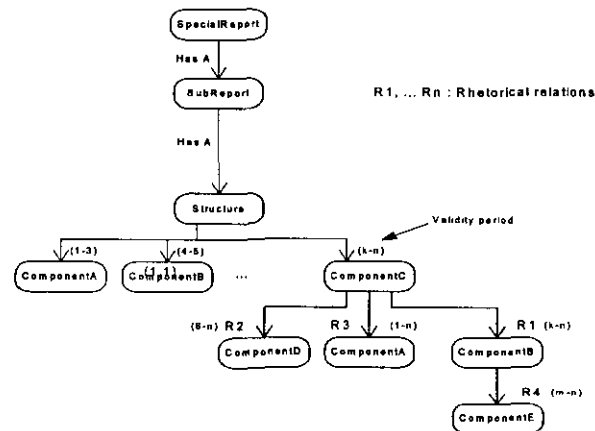 SpecialReport
Has A
SubReport
R1, ... Rn : Rhetorical relations
Has A
Structure
Validity period
(1-3) (4-5) (k-n)
ComponentA (1,1) ComponentB ... ComponentC
(6-n) R2 R3 (1-n) R1 (k-n)
ComponentD ComponentA ComponentB
R4 (m-n)
ComponentE